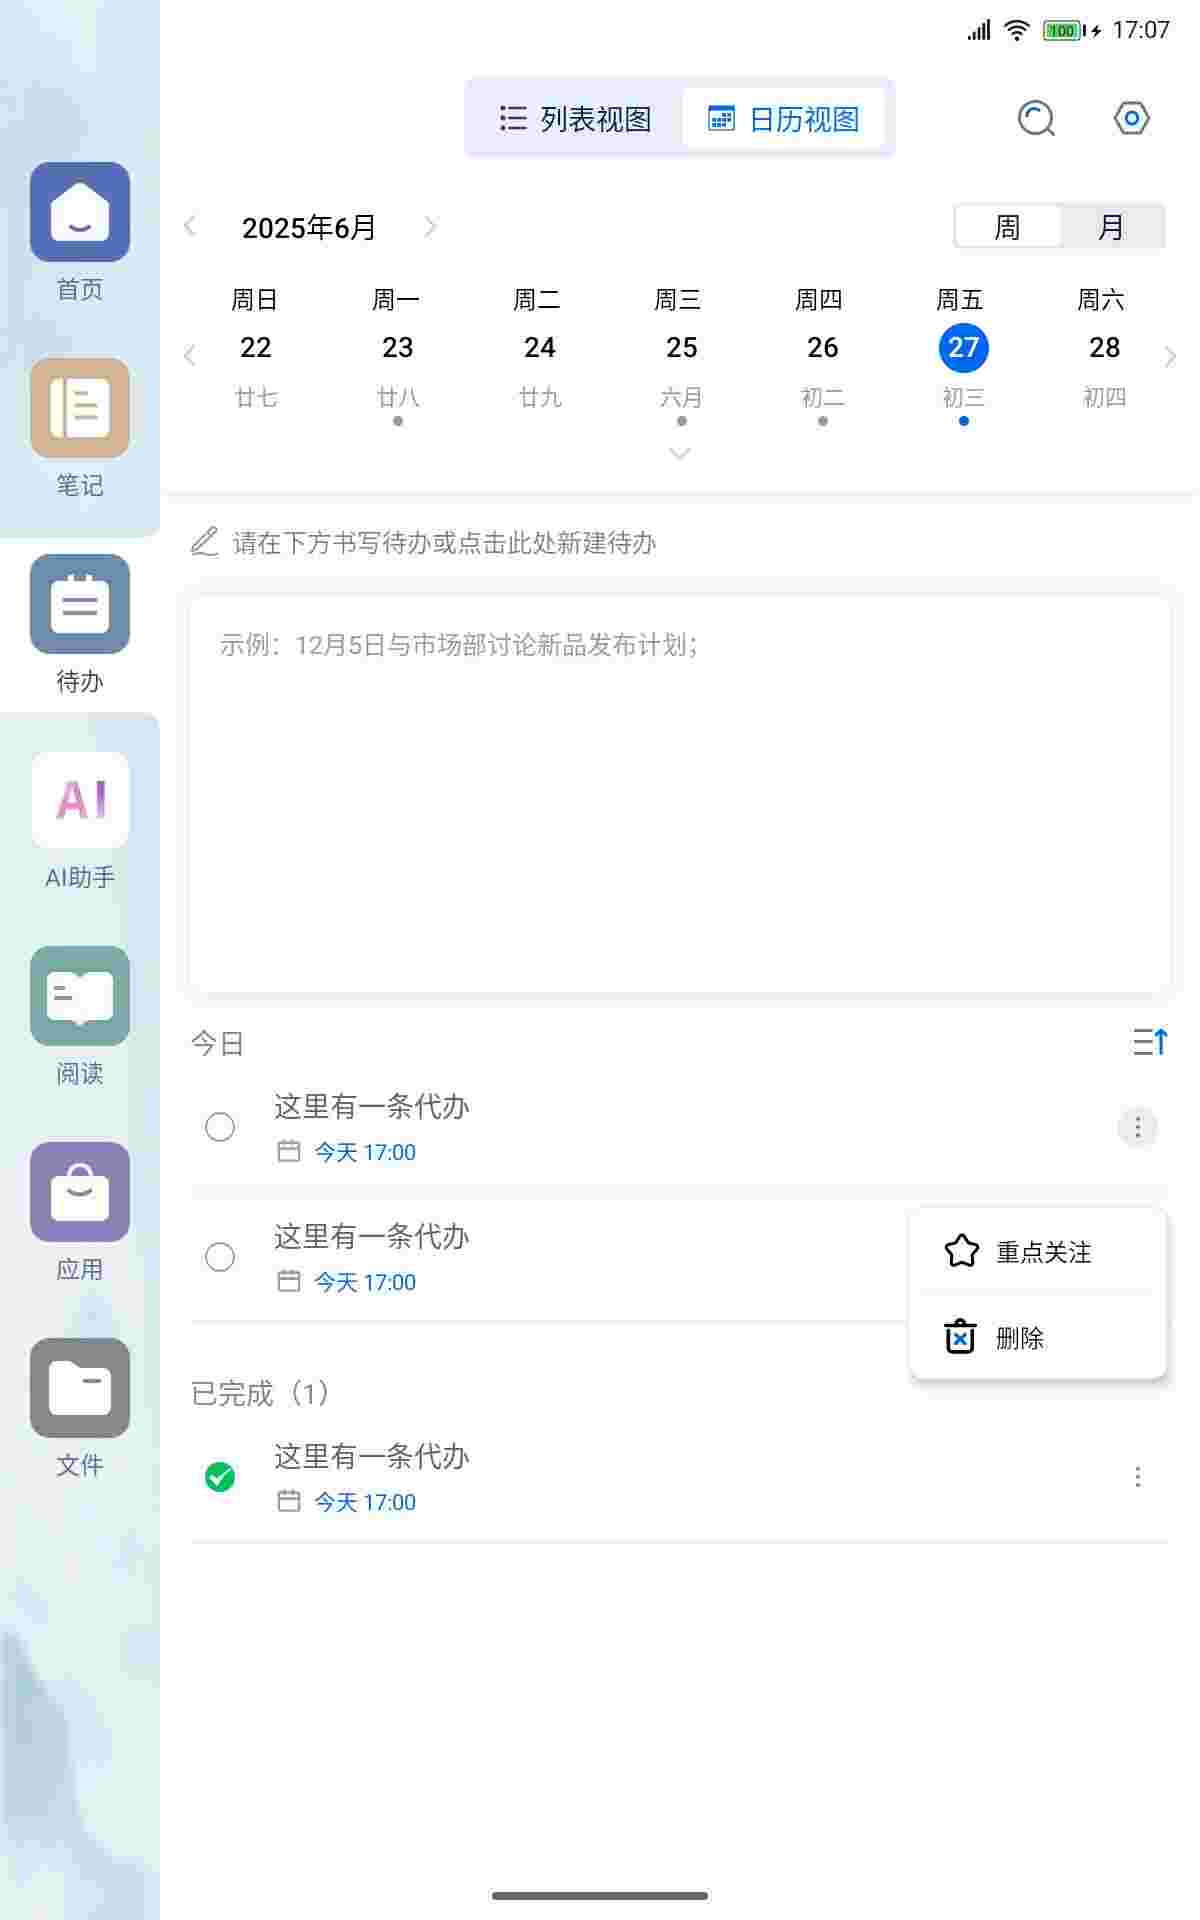 100 17:07
列表视图 日历视图
2025年6月 周 月
周日 周一 周二 周三 周四 周五 周六
22 23 24 25 26 27 28
廿七 廿八 廿九 六月 初二 初三 初四
请在下方书写待办或点击此处新建待办
示例：12月5日与市场部讨论新品发布计划；
今日
这里有一条代办
今天 17:00
这里有一条代办
今天 17:00
重点关注
删除
已完成（1）
这里有一条代办
今天 17:00
首页
笔记
待办
AI
AI助手
阅读
应用
文件